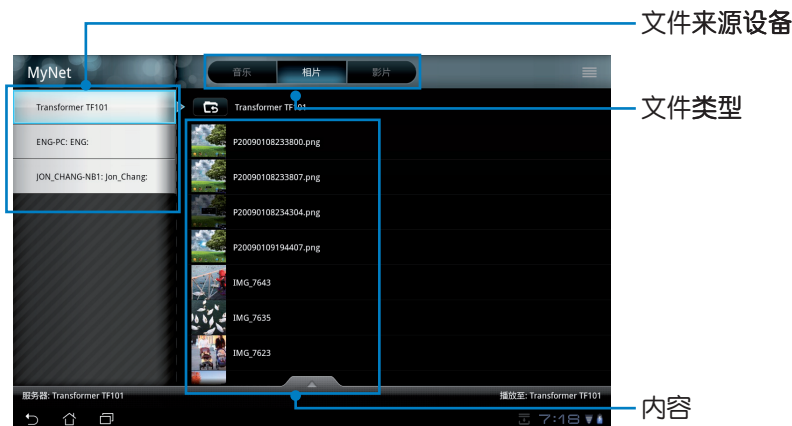 文件来源设备
MyNet
音乐 相片 影片
Transformer TF101
Transformer TF101
文件类型
ENG-PC: ENG:
P20090108233800.png
JON_CHANG-NB1: Jon_Chang:
P20090108233807.png
P20090108234304.png
P20090109194407.png
IMG_7643
IMG_7635
IMG_7623
服务器: Transformer TF101
播放至: Transformer TF101
内容
7:18